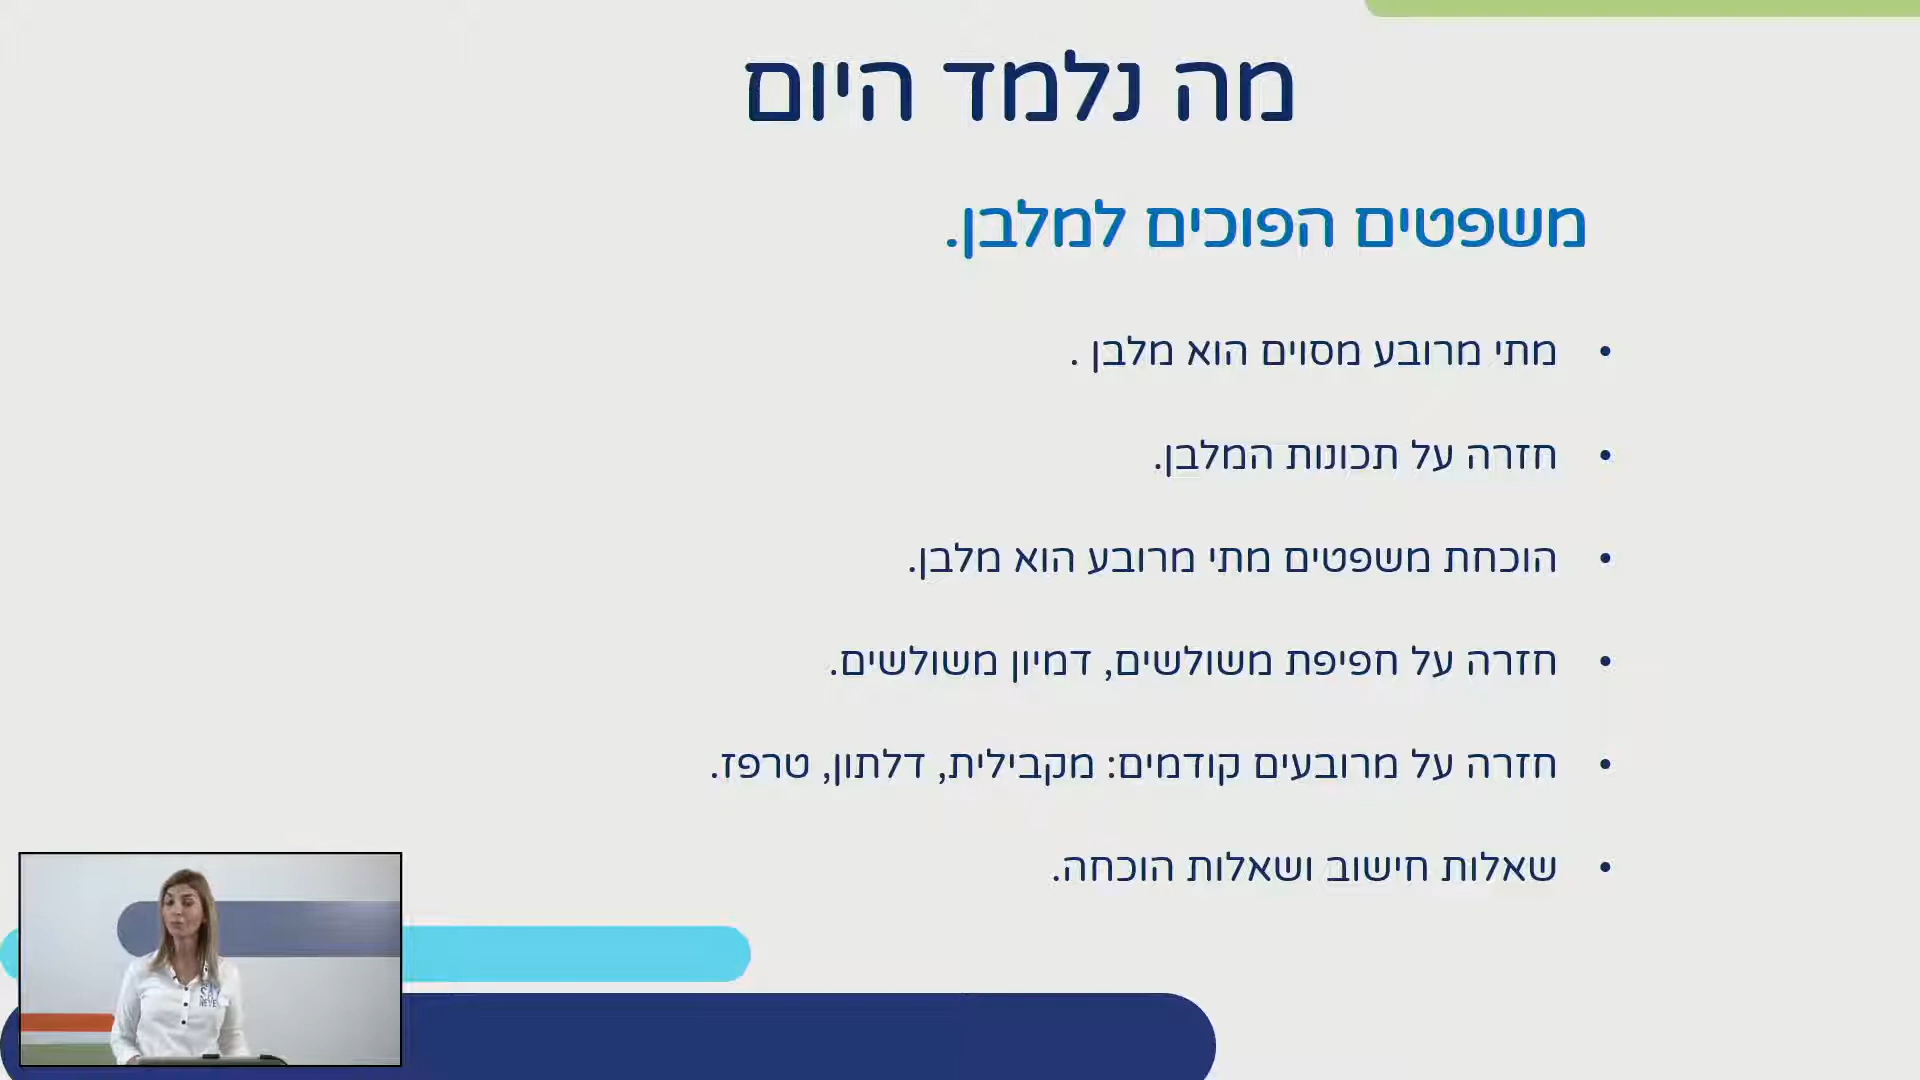 מה נלמד היום
משפטים הפוכים למלבן.
• מתי מרובע מסוים הוא מלבן .
• חזרה על תכונות המלבן.
• הוכחת משפטים מתי מרובע הוא מלבן.
• חזרה על חפיפת משולשים, דמיון משולשים.
• חזרה על מרובעים קודמים: מקבילית, דלתון, טרפז.
• שאלות חישוב ושאלות הוכחה.